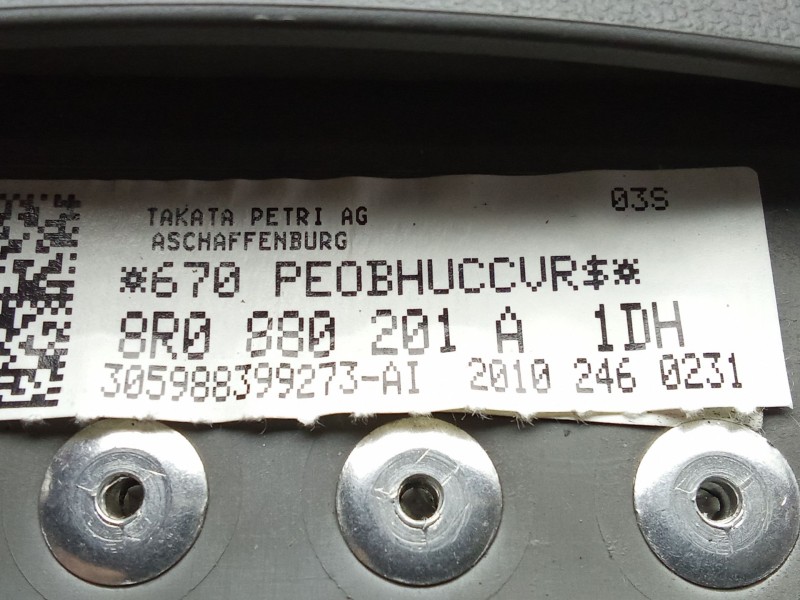 03S
TAKATA PETRI AG
ASCHAFFENBURG
*670 PEOBHUCCVR$*
8R0 880 201 A 1DH
305988399273-AI 2010 246 0231